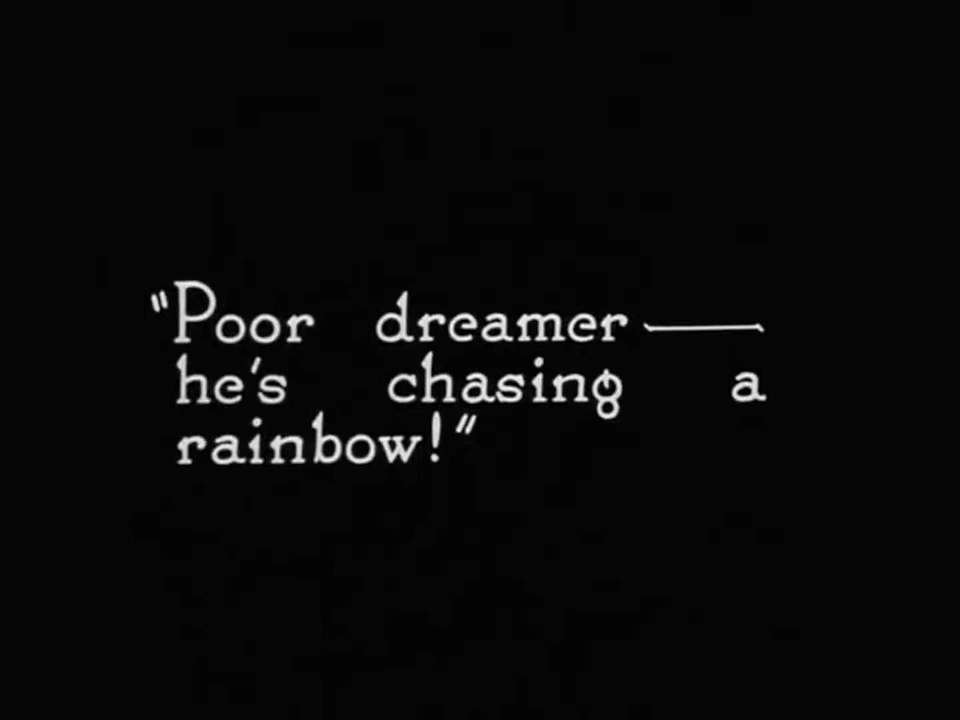 "Poor dreamer——
he's chasing a
rainbow!"